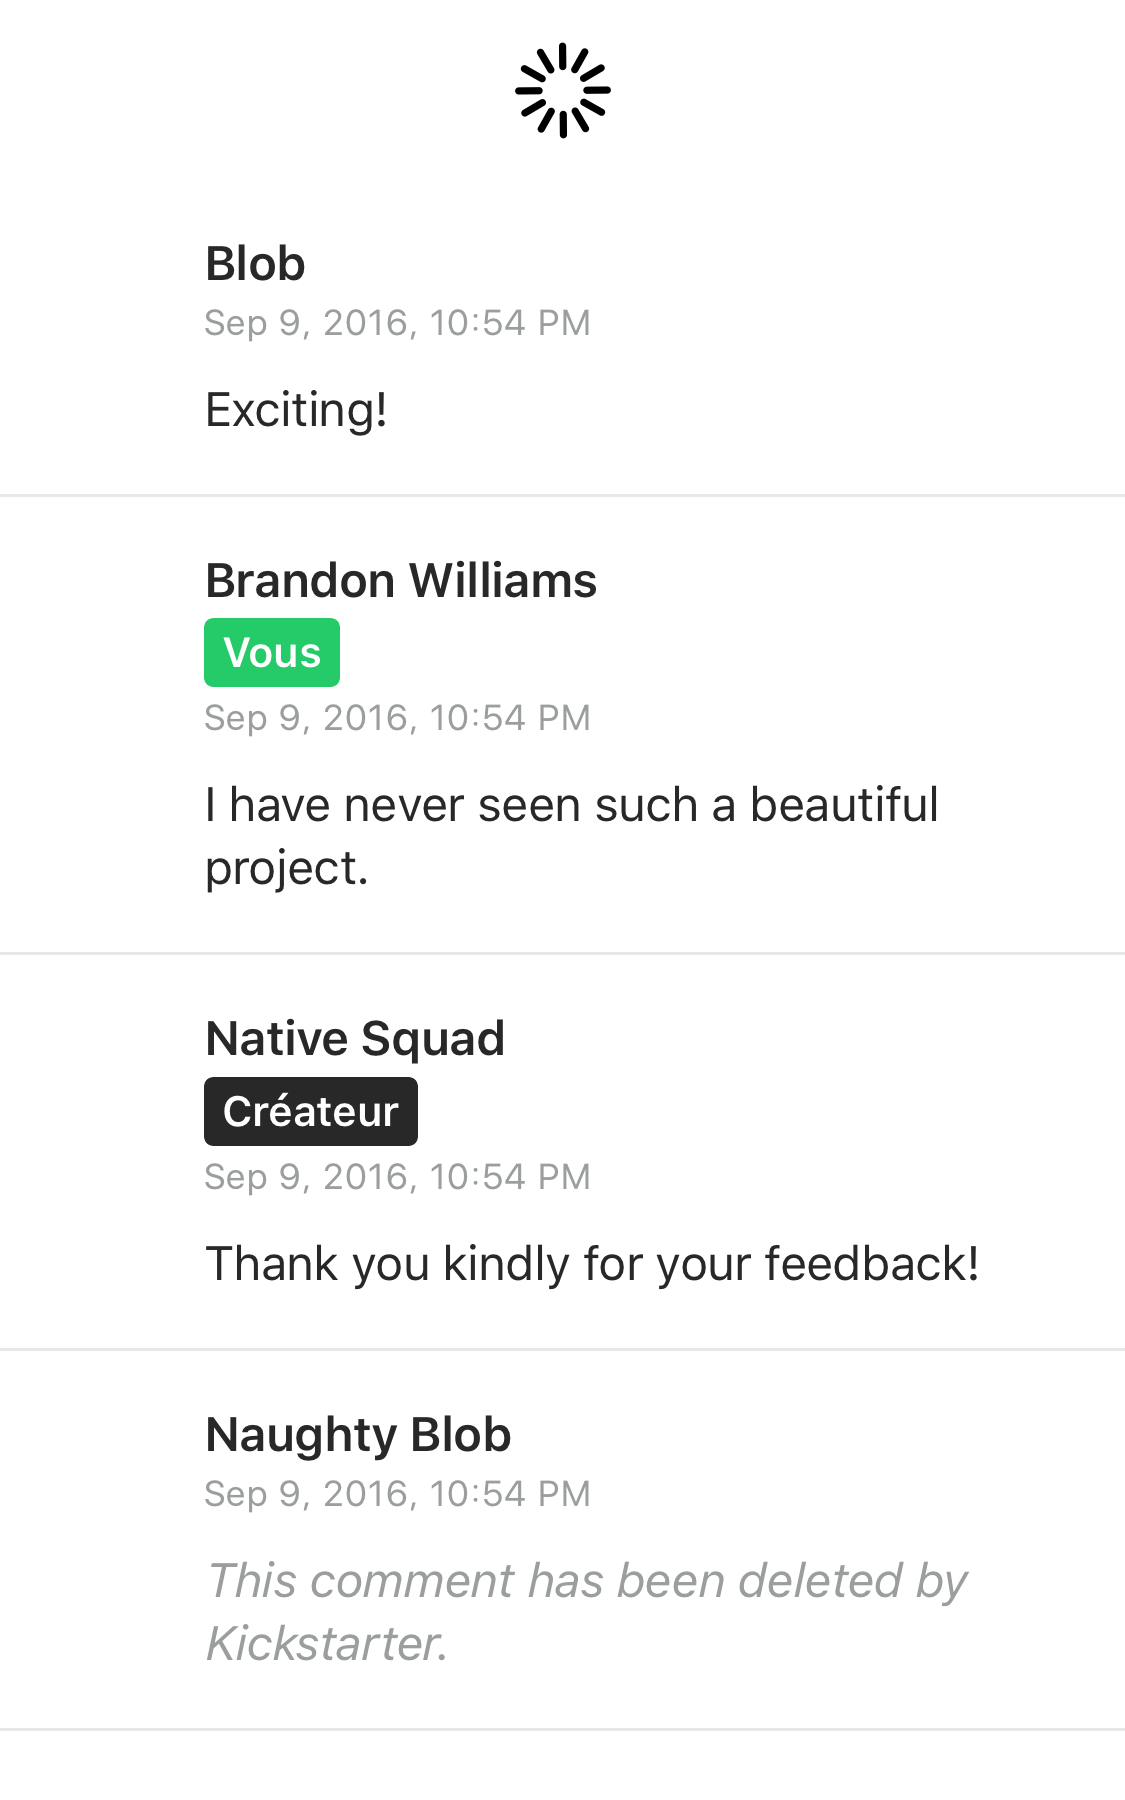 Blob
Sep 9, 2016, 10:54 PM
Exciting!
Brandon Williams
Vous
Sep 9, 2016, 10:54 PM
I have never seen such a beautiful
project.
Native Squad
Créateur
Sep 9, 2016, 10:54 PM
Thank you kindly for your feedback!
Naughty Blob
Sep 9, 2016, 10:54 PM
This comment has been deleted by
Kickstarter.